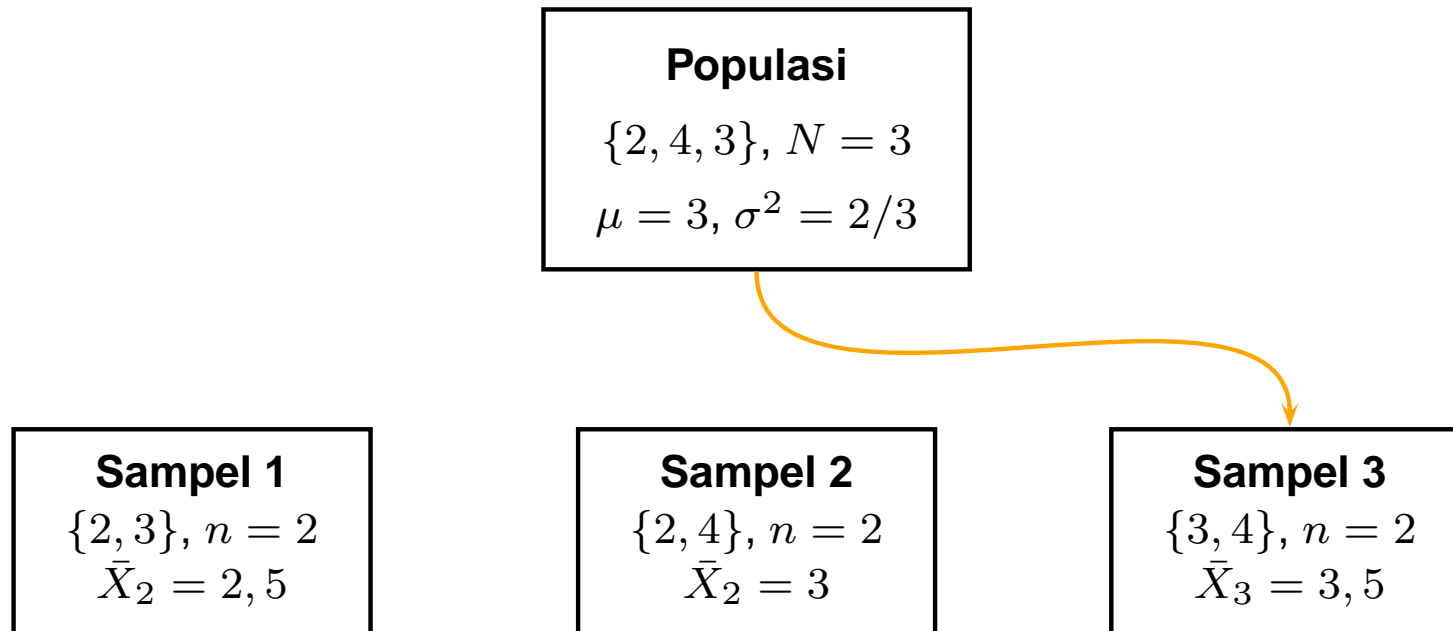 Populasi
{2, 4, 3}, N = 3
μ = 3, σ² = 2/3
Sampel 1
{2, 3}, n = 2
X̄₂ = 2, 5
Sampel 2
{2, 4}, n = 2
X̄₂ = 3
Sampel 3
{3, 4}, n = 2
X̄₃ = 3, 5